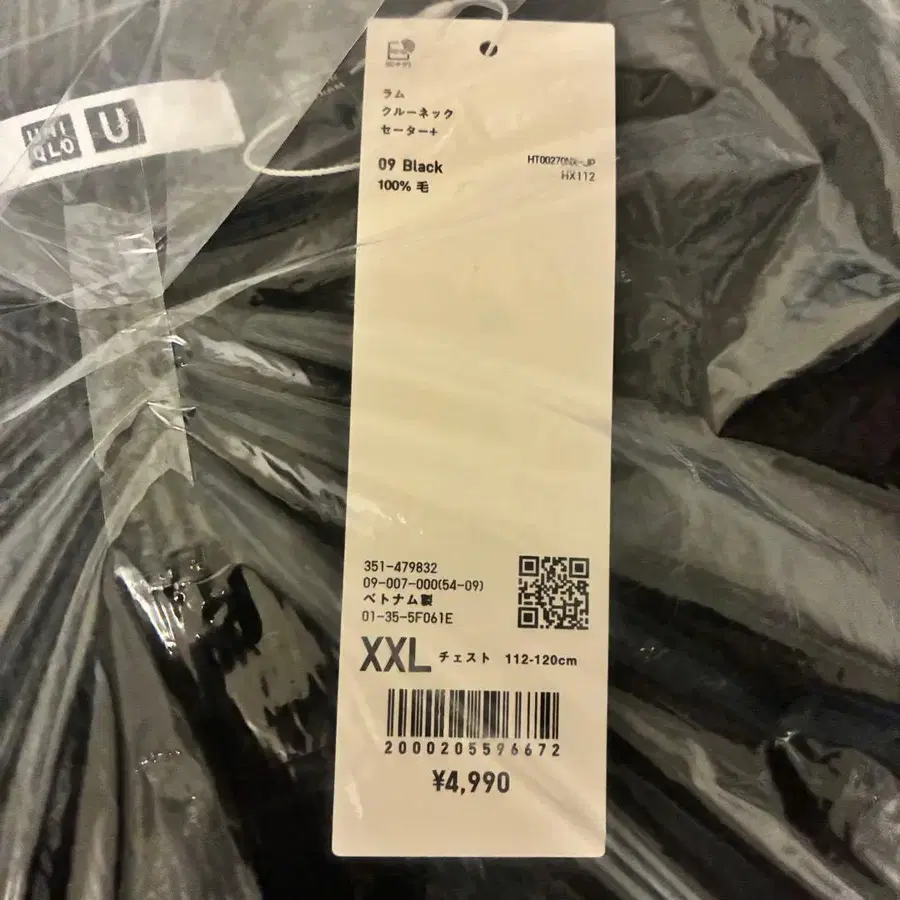 UNI
QLO
U
ラム
クルーネック
セーター+
09 Black
100% 毛
HT00270NX-JP
HX112
351-479832
09-007-000(54-09)
ベトナム製
01-35-5F061E
XXL チェスト 112-120cm
2000205596672
¥4,990